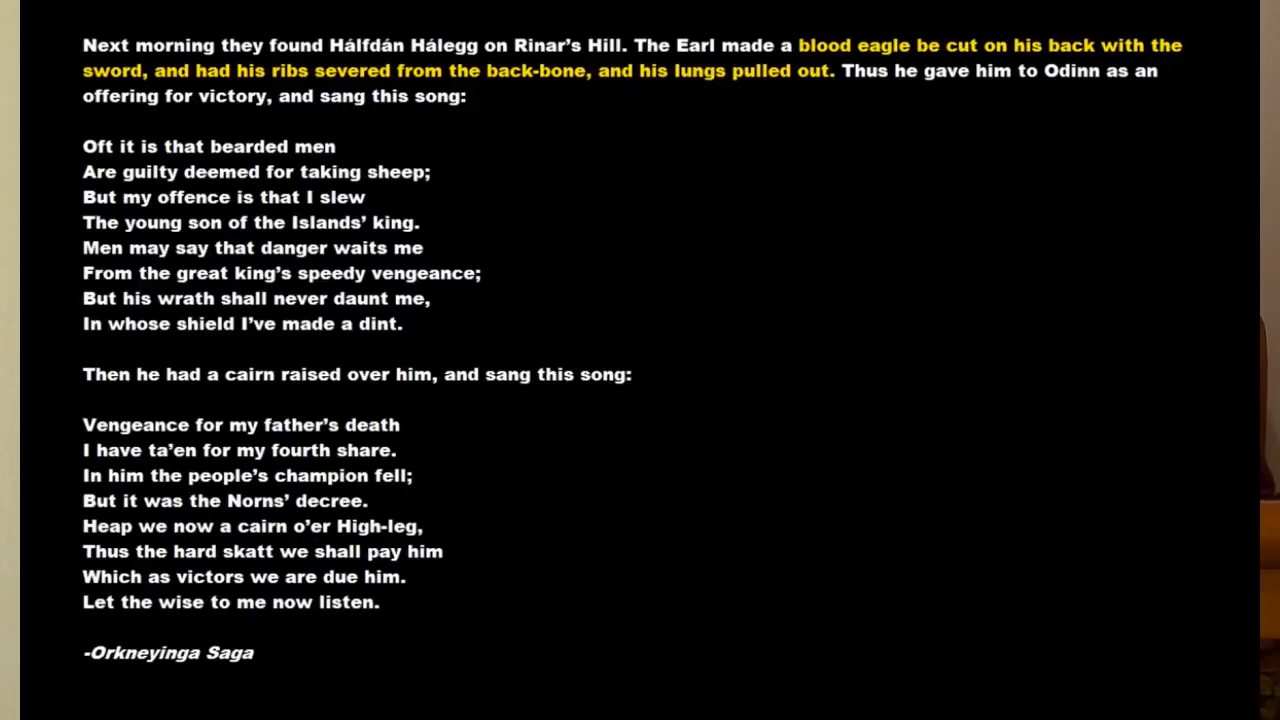 Next morning they found Hálfdán Hálegg on Rinar's Hill. The Earl made a blood eagle be cut on his back with the
sword, and had his ribs severed from the back-bone, and his lungs pulled out. Thus he gave him to Odinn as an
offering for victory, and sang this song:
Oft it is that bearded men
Are guilty deemed for taking sheep;
But my offence is that I slew
The young son of the Islands' king.
Men may say that danger waits me
From the great king's speedy vengeance;
But his wrath shall never daunt me,
In whose shield I've made a dint.
Then he had a cairn raised over him, and sang this song:
Vengeance for my father's death
I have ta'en for my fourth share.
In him the people's champion fell;
But it was the Norns' decree.
Heap we now a cairn o'er High-leg,
Thus the hard skatt we shall pay him
Which as victors we are due him.
Let the wise to me now listen.
-Orkneyinga Saga